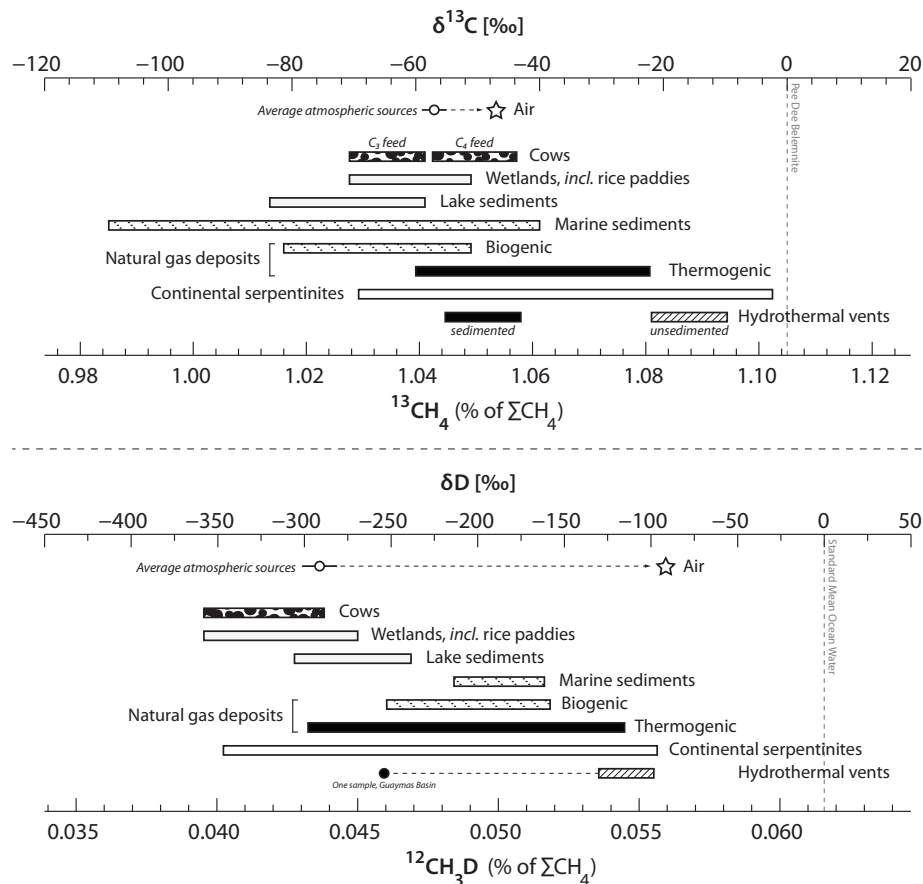 δ¹³C [‰]
−120 −100 −80 −60 −40 −20 0 20
Pee Dee Belemnite
Average atmospheric sources Air
C₃ feed C₄ feed
Cows
Wetlands, incl. rice paddies
Lake sediments
Marine sediments
Natural gas deposits Biogenic
Thermogenic
Continental serpentinites
Hydrothermal vents
sedimented unsedimented
0.98 1.00 1.02 1.04 1.06 1.08 1.10 1.12
¹³CH₄ (% of ∑CH₄)
δD [‰]
−450 −400 −350 −300 −250 −200 −150 −100 −50 0 50
Standard Mean Ocean Water
Average atmospheric sources Air
Cows
Wetlands, incl. rice paddies
Lake sediments
Marine sediments
Natural gas deposits Biogenic
Thermogenic
Continental serpentinites
Hydrothermal vents
One sample, Guaymas Basin
0.035 0.040 0.045 0.050 0.055 0.060
¹²CH₃D (% of ∑CH₄)